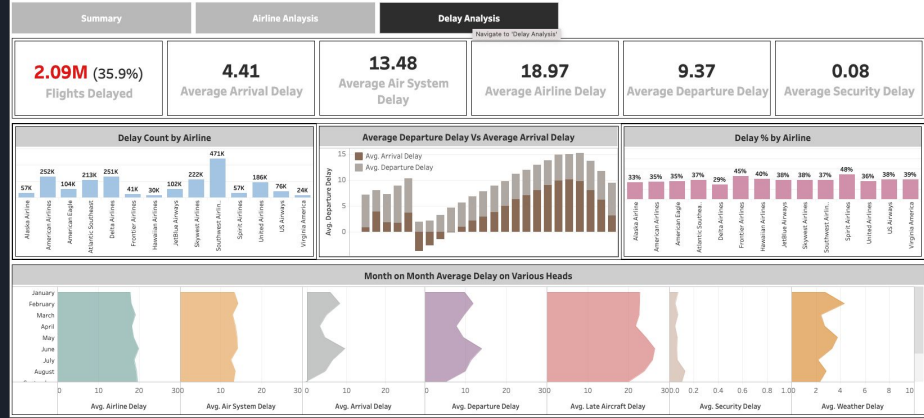 Summary
Airline Anlaysis
Delay Analysis
Navigate to 'Delay Analysis'
2.09M (35.9%)
Flights Delayed
4.41
Average Arrival Delay
13.48
Average Air System
Delay
18.97
Average Airline Delay
9.37
Average Departure Delay
0.08
Average Security Delay
Delay Count by Airline
57K
252K
104K
213K
251K
41K
30K
102K
222K
471K
57K
186K
76K
24K
Alaska Airline
American Airlines
American Eagle
Atlantic Southeast
Delta Airlines
Frontier Airlines
Hawaiian Airlines
JetBlue Airways
Skywest Airlines
Southwest Airlin..
Spirit Airlines
United Airlines
US Airways
Virginia America
Average Departure Delay Vs Average Arrival Delay
Avg. Arrival Delay
Avg. Departure Delay
Avg. Departure Delay
15
10
5
0
Delay % by Airline
33%
35%
35%
37%
29%
45%
40%
38%
38%
37%
48%
36%
38%
39%
Alaska Airline
American Airlines
American Eagle
Atlantic Southea..
Delta Airlines
Frontier Airlines
Hawaiian Airlines
JetBlue Airways
Skywest Airlines
Southwest Airlin..
Spirit Airlines
United Airlines
US Airways
Virginia America
Month on Month Average Delay on Various Heads
January
February
March
April
May
June
July
August
0 10 20 30
0 10 20 30
0 10 20
0 10 20 30
0 10 20 30
0.0 0.2 0.4 0.6 0.8 1.0
0 2 4 6 8 10
Avg. Airline Delay
Avg. Air System Delay
Avg. Arrival Delay
Avg. Departure Delay
Avg. Late Aircraft Delay
Avg. Security Delay
Avg. Weather Delay